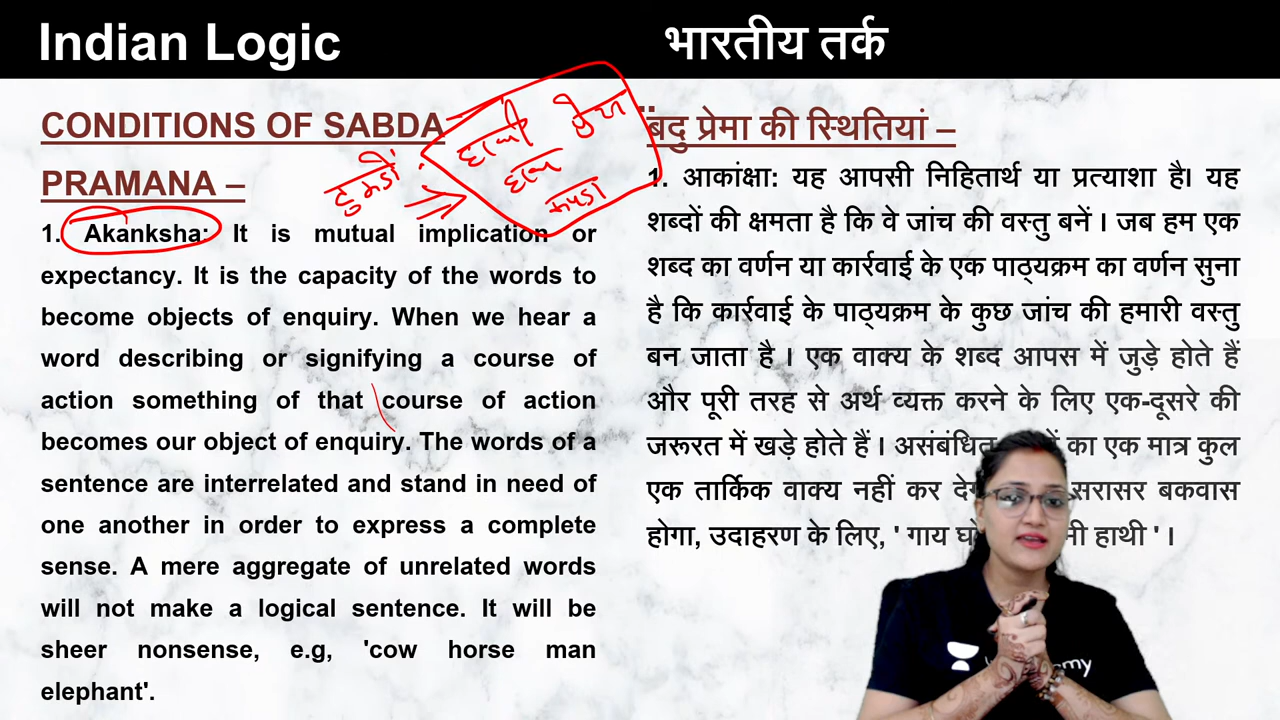 Indian Logic
भारतीय तर्क
CONDITIONS OF SABDA
PRAMANA –
1. Akanksha: It is mutual implication or
expectancy. It is the capacity of the words to
become objects of enquiry. When we hear a
word describing or signifying a course of
action something of that course of action
becomes our object of enquiry. The words of a
sentence are interrelated and stand in need of
one another in order to express a complete
sense. A mere aggregate of unrelated words
will not make a logical sentence. It will be
sheer nonsense, e.g, 'cow horse man
elephant'.
हाथी
बदु प्रेमा की स्थितियां –
1. आकांक्षा: यह आपसी निहितार्थ या प्रत्याशा है। यह
शब्दों की क्षमता है कि वे जांच की वस्तु बनें। जब हम एक
शब्द का वर्णन या कार्रवाई के एक पाठ्यक्रम का वर्णन सुना
है कि कार्रवाई के पाठ्यक्रम के कुछ जांच की हमारी वस्तु
बन जाता है। एक वाक्य के शब्द आपस में जुड़े होते हैं
और पूरी तरह से अर्थ व्यक्त करने के लिए एक-दूसरे की
जरूरत में खड़े होते हैं। असंबंधित का एक मात्र कुल
एक तार्किक वाक्य नहीं कर सरासर बकवास
होगा, उदाहरण के लिए, ' गाय हाथी '।